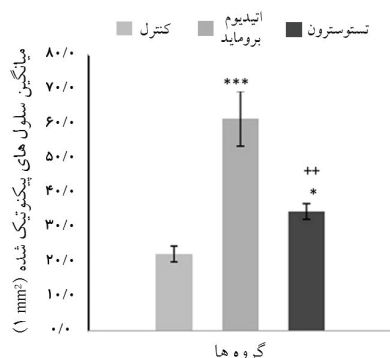 کنترل
اتیدیوم
بروماید
تستوسترون
میانگین سلول های پیکنوتیک شده (۱ mm²)
۸۰/۰
۷۰/۰
۶۰/۰
۵۰/۰
۴۰/۰
۳۰/۰
۲۰/۰
۱۰/۰
۰/۰
***
++
*
گروه ها